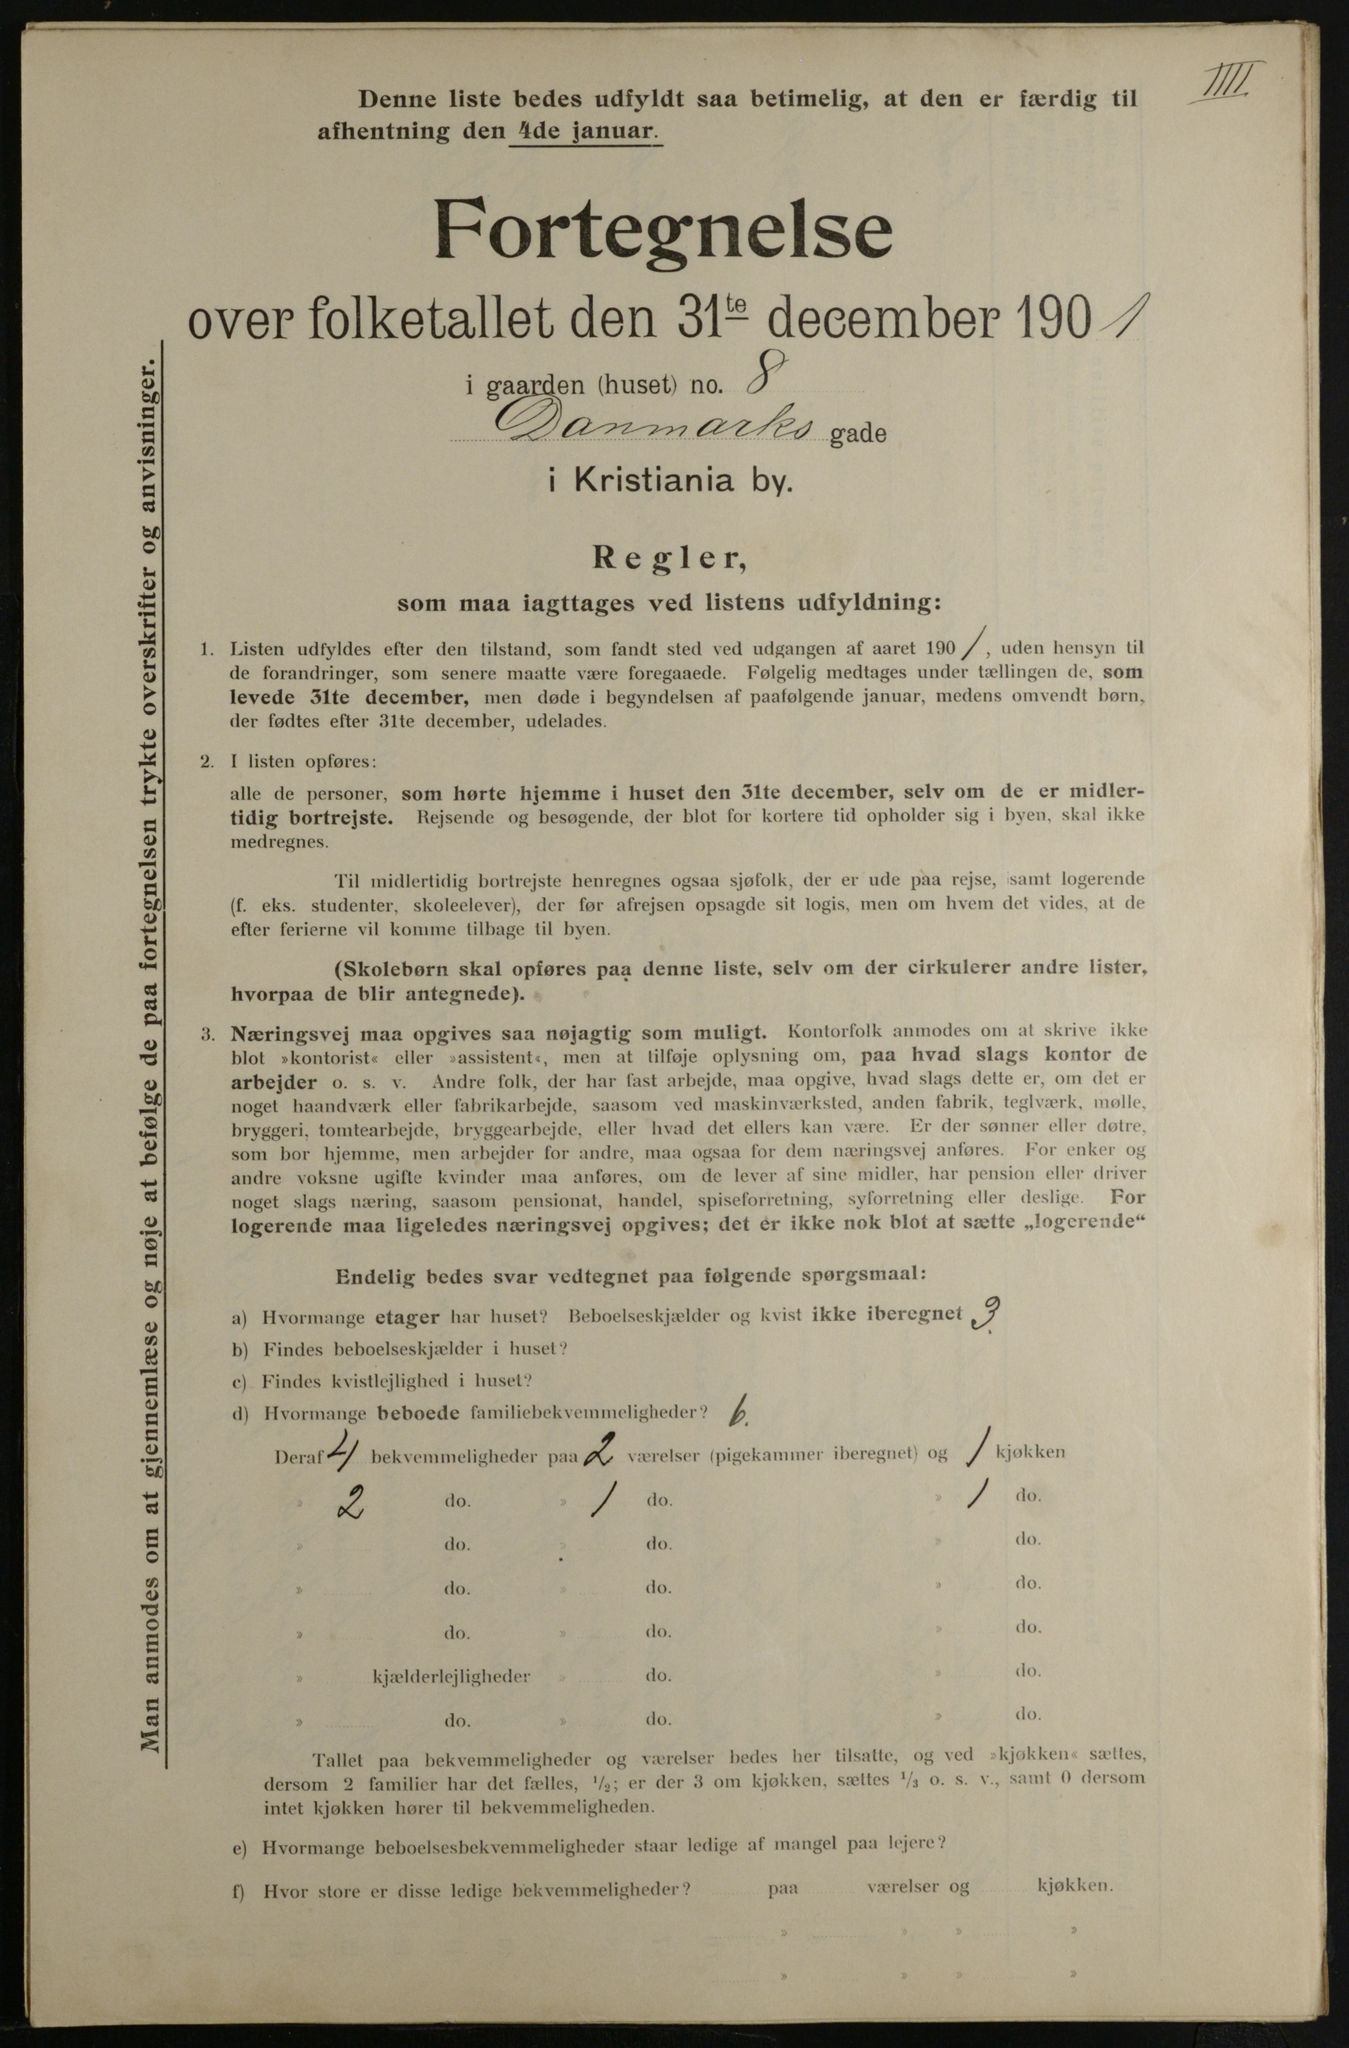 IIII
Denne liste bedes udfyldt saa betimelig, at den er færdig til
afhentning den 4de januar.
Fortegnelse
over folketallet den 31te december 1901
i gaarden (huset) no. 8
Danmarks gade
i Kristiania by.
Regler,
som maa iagttages ved listens udfyldning:
1. Listen udfyldes efter den tilstand, som fandt sted ved udgangen af aaret 1901, uden hensyn til
de forandringer, som senere maatte være foregaaede. Følgelig medtages under tællingen de, som
levede 31te december, men døde i begyndelsen af paafølgende januar, medens omvendt børn,
der fødtes efter 31te december, udelades.
2. I listen opføres:
alle de personer, som hørte hjemme i huset den 31te december, selv om de er midler-
tidig bortrejste. Rejsende og besøgende, der blot for kortere tid opholder sig i byen, skal ikke
medregnes.
Til midlertidig bortrejste henregnes ogsaa sjøfolk, der er ude paa rejse, samt logerende
(f. eks. studenter, skoleelever), der før afrejsen opsagde sit logis, men om hvem det vides, at de
efter ferierne vil komme tilbage til byen.
(Skolebørn skal opføres paa denne liste, selv om der cirkulerer andre lister,
hvorpaa de blir antegnede).
3. Næringsvej maa opgives saa nøjagtig som muligt. Kontorfolk anmodes om at skrive ikke
blot »kontorist« eller »assistent«, men at tilføje oplysning om, paa hvad slags kontor de
arbejder o. s. v. Andre folk, der har fast arbejde, maa opgive, hvad slags dette er, om det er
noget haandværk eller fabrikarbejde, saasom ved maskinværksted, anden fabrik, teglværk, mølle,
bryggeri, tomtearbejde, bryggearbejde, eller hvad det ellers kan være. Er der sønner eller døtre,
som bor hjemme, men arbejder for andre, maa ogsaa for dem næringsvej anføres. For enker og
andre voksne ugifte kvinder maa anføres, om de lever af sine midler, har pension eller driver
noget slags næring, saasom pensionat, handel, spiseforretning, syforretning eller deslige. For
logerende maa ligeledes næringsvej opgives; det er ikke nok blot at sætte „logerende“
Endelig bedes svar vedtegnet paa følgende spørgsmaal:
a) Hvormange etager har huset? Beboelseskjælder og kvist ikke iberegnet 3.
b) Findes beboelseskjælder i huset?
c) Findes kvistlejlighed i huset?
d) Hvormange beboede familiebekvemmeligheder? 6.
Deraf 4 bekvemmeligheder paa 2 værelser (pigekammer iberegnet) og 1 kjøkken
» 2 do. » 1 do. » 1 do.
» do. » do. » do.
» do. » do. » do.
» do. » do. » do.
» kjælderlejligheder » do. » do.
» do. » do. » do.
Tallet paa bekvemmeligheder og værelser bedes her tilsatte, og ved »kjøkken« sættes,
dersom 2 familier har det fælles, 1/2; er der 3 om kjøkken, sættes 1/3 o. s. v., samt 0 dersom
intet kjøkken hører til bekvemmeligheden.
e) Hvormange beboelsesbekvemmeligheder staar ledige af mangel paa lejere?
f) Hvor store er disse ledige bekvemmeligheder? paa værelser og kjøkken.
» » » »
» » » »
Man anmodes om at gjennemlæse og nøje at befølge de paa fortegnelsen trykte overskrifter og anvisninger.